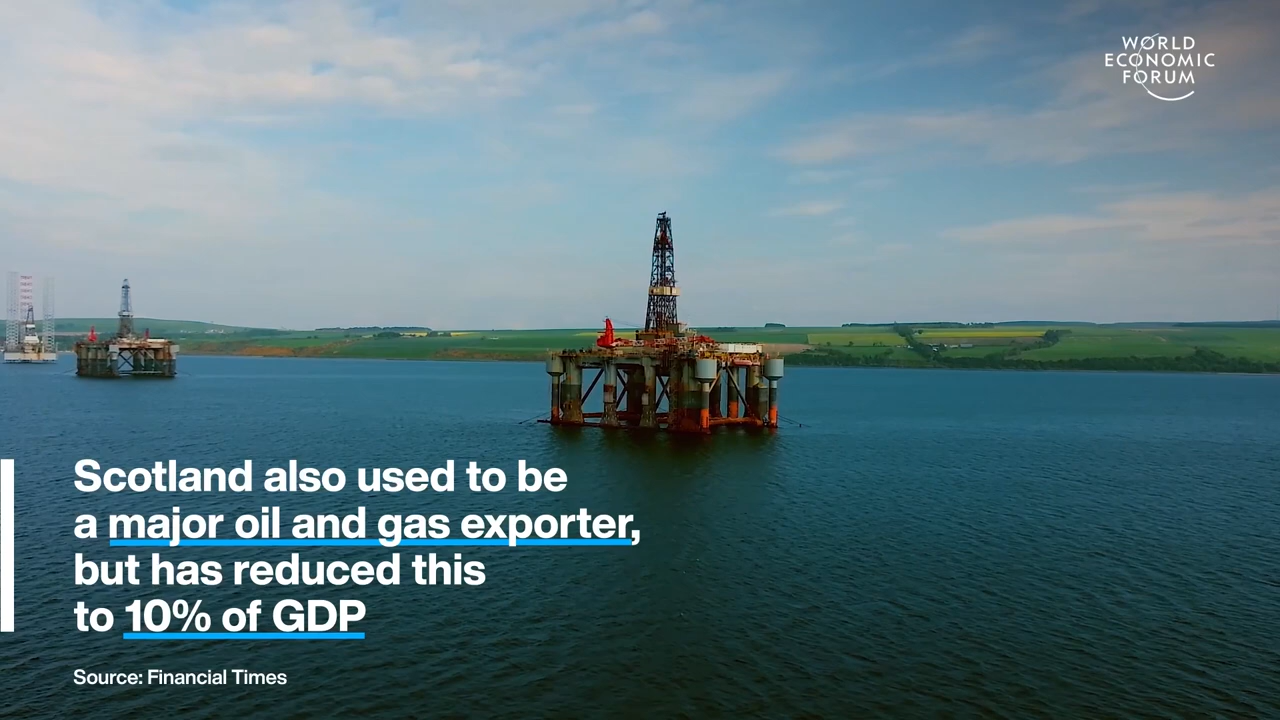 WORLD
ECONOMIC
FORUM
Scotland also used to be
a major oil and gas exporter,
but has reduced this
to 10% of GDP
Source: Financial Times